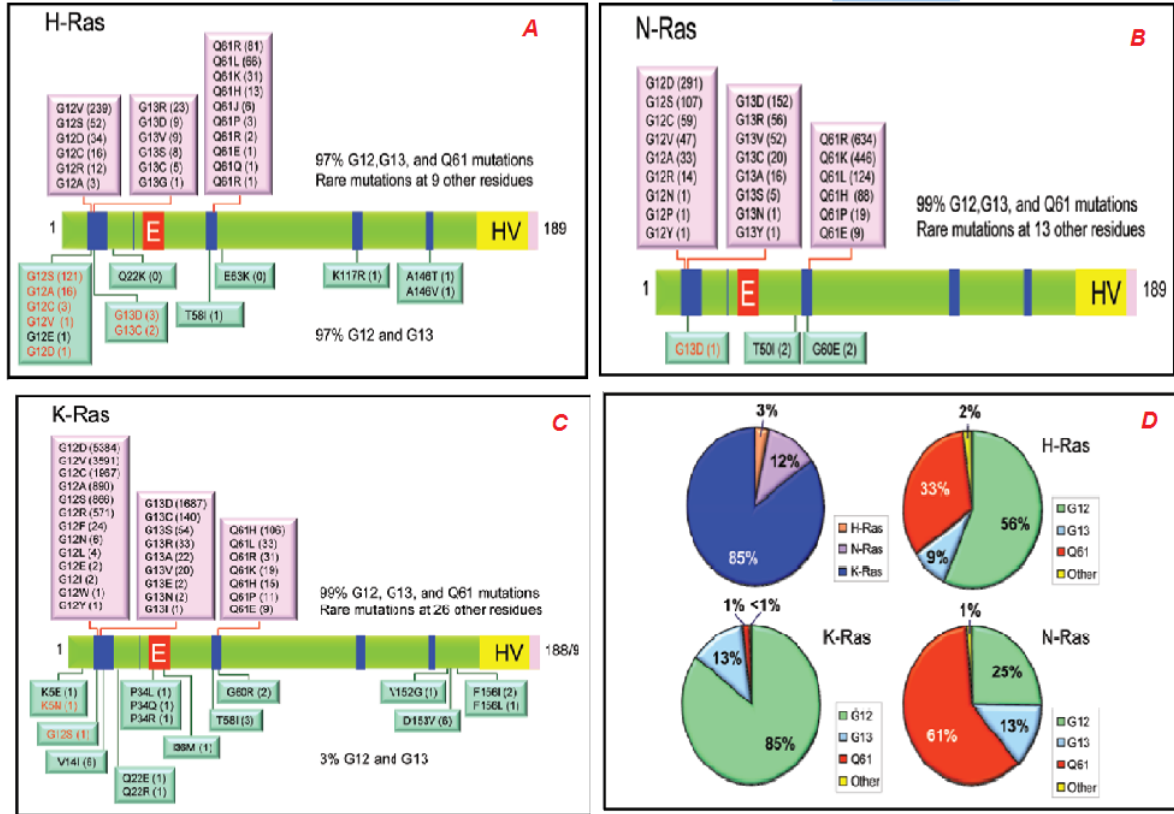 H-Ras
A
G12V (239)
G12S (52)
G12D (34)
G12C (16)
G12R (12)
G12A (3)
G13R (23)
G13D (9)
G13V (9)
G13S (8)
G13C (5)
G13G (1)
Q61R (81)
Q61L (66)
Q61K (31)
Q61H (13)
Q61J (6)
Q61P (3)
Q61R (2)
Q61E (1)
Q61Q (1)
Q61R (1)
97% G12,G13, and Q61 mutations
Rare mutations at 9 other residues
1
E
HV
189
G12S (121)
G12A (16)
G12C (3)
G12V (1)
G12E (1)
G12D (1)
Q22K (0)
G13D (3)
G13C (2)
T58I (1)
E63K (0)
K117R (1)
A146T (1)
A146V (1)
97% G12 and G13
N-Ras
B
G12D (291)
G12S (107)
G12C (59)
G12V (47)
G12A (33)
G12R (14)
G12N (1)
G12P (1)
G12Y (1)
G13D (152)
G13R (56)
G13V (52)
G13C (20)
G13A (16)
G13S (5)
G13N (1)
G13Y (1)
Q61R (634)
Q61K (446)
Q61L (124)
Q61H (88)
Q61P (19)
Q61E (9)
99% G12,G13, and Q61 mutations
Rare mutations at 13 other residues
1
E
HV
189
G13D (1)
T50I (2)
G60E (2)
K-Ras
C
G12D (5384)
G12V (3591)
G12C (1967)
G12A (890)
G12S (866)
G12R (571)
G12F (24)
G12N (6)
G12L (4)
G12E (2)
G12I (2)
G12W (1)
G12Y (1)
G13D (1687)
G13C (140)
G13S (54)
G13R (33)
G13A (22)
G13V (20)
G13E (2)
G13N (2)
G13I (1)
Q61H (106)
Q61L (33)
Q61R (31)
Q61K (19)
Q61H (15)
Q61P (11)
Q61E (9)
99% G12, G13, and Q61 mutations
Rare mutations at 26 other residues
1
E
HV
188/9
K5E (1)
K5N (1)
G12S (1)
V14I (6)
Q22E (1)
Q22R (1)
P34L (1)
P34Q (1)
P34R (1)
I36M (1)
G60R (2)
T58I (3)
V152G (1)
D153V (6)
F156I (2)
F156L (1)
3% G12 and G13
D
3%
12%
85%
H-Ras
N-Ras
K-Ras
2%
H-Ras
33%
56%
9%
G12
G13
Q61
Other
1% <1%
K-Ras
13%
85%
G12
G13
Q61
Other
1%
N-Ras
25%
13%
61%
G12
G13
Q61
Other